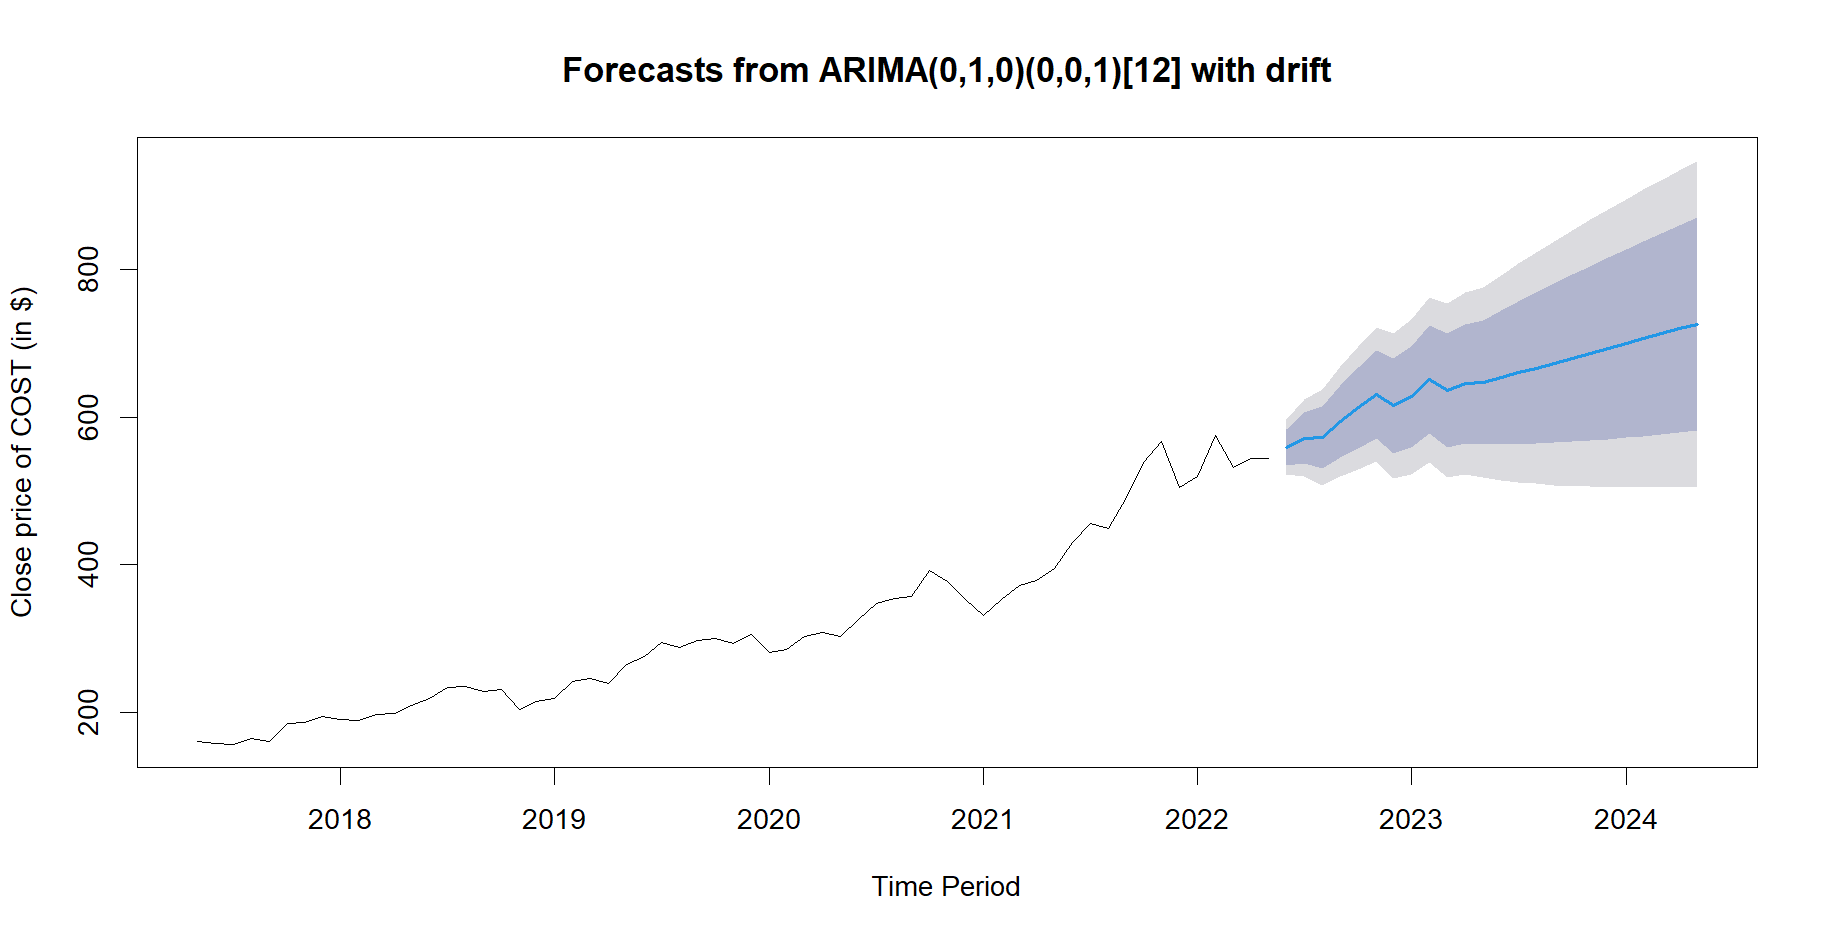 Forecasts from ARIMA(0,1,0)(0,0,1)[12] with drift
Close price of COST (in $)
800
600
400
200
2018 2019 2020 2021 2022 2023 2024
Time Period